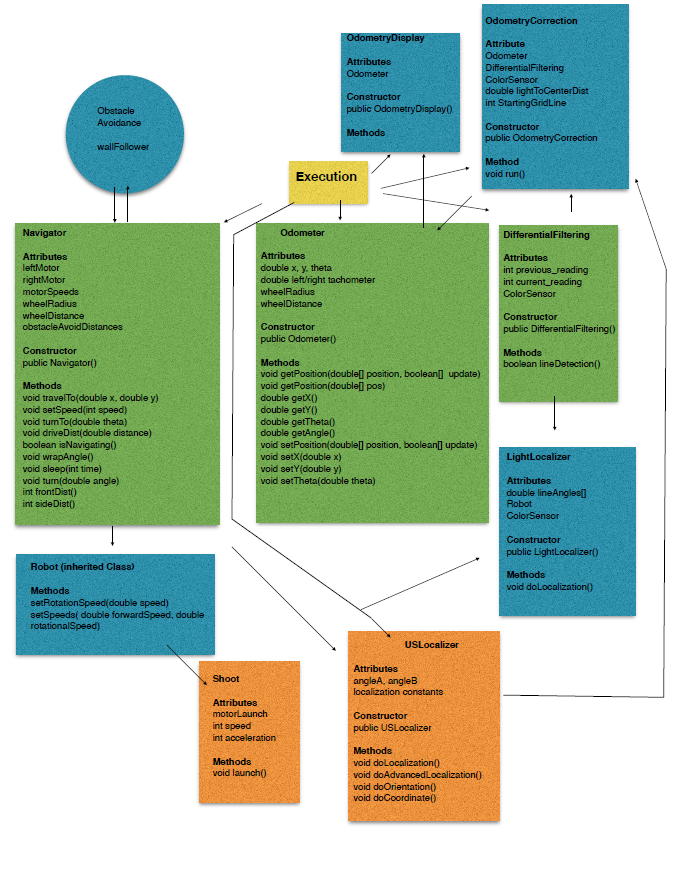 OdometryCorrection
Attribute
Odometer
DifferentialFiltering
ColorSensor
double lightToCenterDist
int StartingGridLine
Constructor
public OdometryCorrection
Method
void run()
OdometryDisplay
Attributes
Odometer
Constructor
public OdometryDisplay()
Methods
Obstacle
Avoidance
wallFollower
Execution
Navigator
Attributes
leftMotor
rightMotor
motorSpeeds
wheelRadius
wheelDistance
obstacleAvoidDistances
Constructor
public Navigator()
Methods
void travelTo(double x, double y)
void setSpeed(int speed)
void turnTo(double theta)
void driveDist(double distance)
boolean isNavigating()
void wrapAngle()
void sleep(int time)
void turn(double angle)
int frontDist()
int sideDist()
Odometer
Attributes
double x, y, theta
double left/right tachometer
wheelRadius
wheelDistance
Constructor
public Odometer()
Methods
void getPosition(double[] position, boolean[] update)
void getPosition(double[] pos)
double getX()
double getY()
double getTheta()
double getAngle()
void setPosition(double[] position, boolean[] update)
void setX(double x)
void setY(double y)
void setTheta(double theta)
DifferentialFiltering
Attributes
int previous_reading
int current_reading
ColorSensor
Constructor
public DifferentialFiltering()
Methods
boolean lineDetection()
LightLocalizer
Attributes
double lineAngles[]
Robot
ColorSensor
Constructor
public LightLocalizer()
Methods
void doLocalization()
Robot (inherited Class)
Methods
setRotationSpeed(double speed)
setSpeeds( double forwardSpeed, double
rotationalSpeed)
Shoot
Attributes
motorLaunch
int speed
int acceleration
Methods
void launch()
USLocalizer
Attributes
angleA, angleB
localization constants
Constructor
public USLocalizer
Methods
void doLocalization()
void doAdvancedLocalization()
void doOrientation()
void doCoordinate()